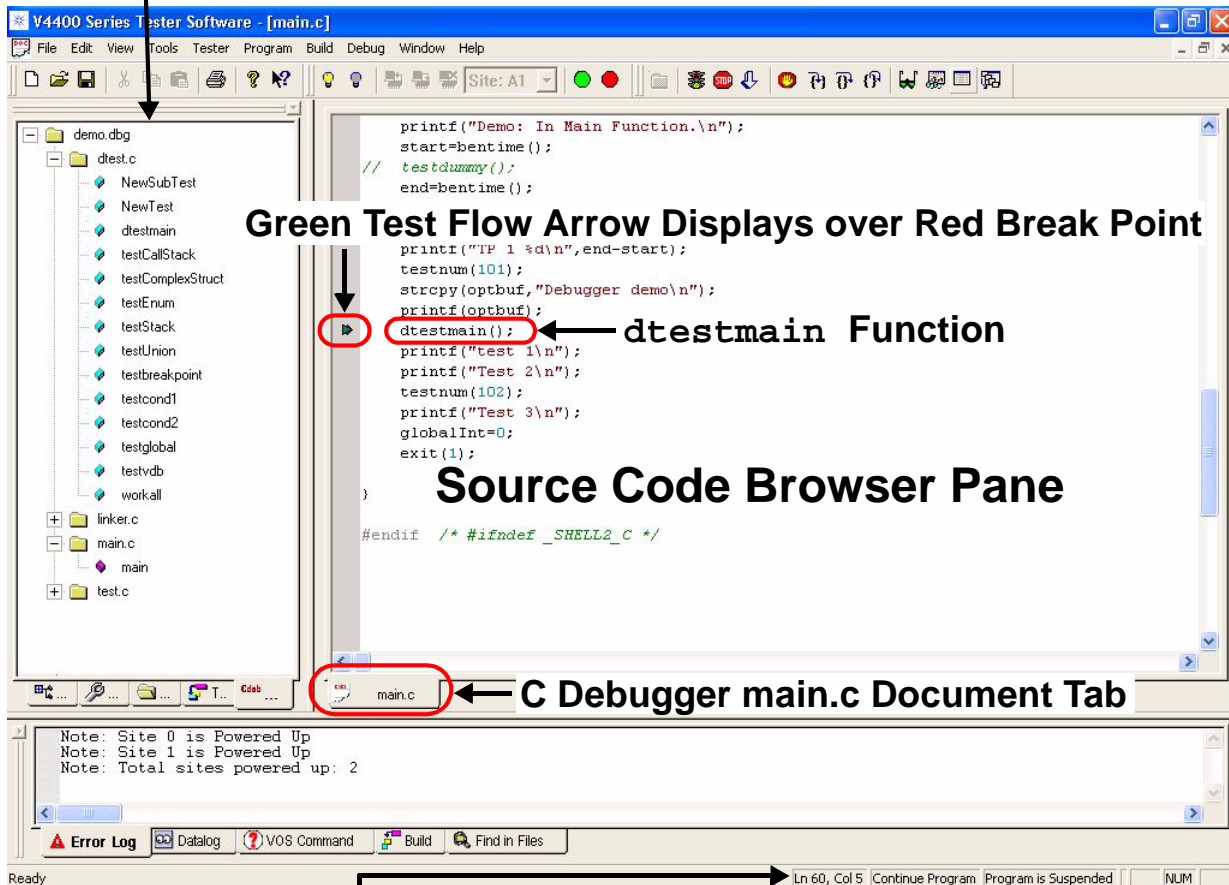 V4400 Series Tester Software - [main.c]
File Edit View Tools Tester Program Build Debug Window Help
Site: A1
STOP
demo.dbg
dtest.c
NewSubTest
NewTest
dtestmain
testCallStack
testComplexStruct
testEnum
testStack
testUnion
testbreakpoint
testcond1
testcond2
testglobal
testvdb
workall
linker.c
main.c
main
test.c
printf("Demo: In Main Function.\n");
start=bentime();
// testdummy();
end=bentime();
Green Test Flow Arrow Displays over Red Break Point
printf("TP 1 %d\n",end-start);
testnum(101);
strcpy(optbuf,"Debugger demo\n");
printf(optbuf);
dtestmain();
dtestmain Function
printf("test 1\n");
printf("Test 2\n");
testnum(102);
printf("Test 3\n");
globalInt=0;
exit(1);
Source Code Browser Pane
}
#endif /* #ifndef _SHELL2_C */
... ... ... T.. Cdeb ...
main.c
C Debugger main.c Document Tab
Note: Site 0 is Powered Up
Note: Site 1 is Powered Up
Note: Total sites powered up: 2
Error Log Datalog VOS Command Build Find in Files
Ready Ln 60, Col 5 Continue Program Program is Suspended NUM